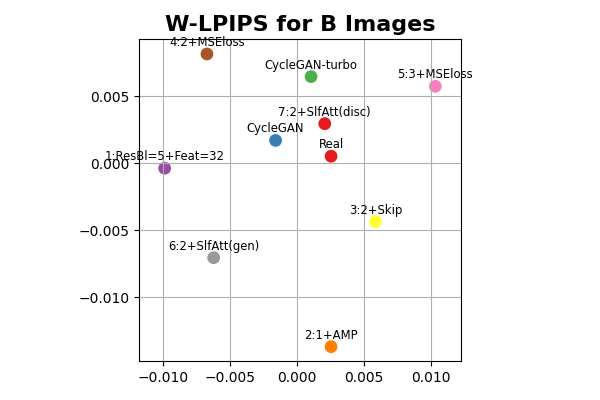 W-LPIPS for B Images
4:2+MSEloss
CycleGAN-turbo
5:3+MSEloss
0.005
7:2+SlfAtt(disc)
CycleGAN
Real
1:ResBl=5+Feat=32
0.000
3:2+Skip
−0.005
6:2+SlfAtt(gen)
−0.010
2:1+AMP
−0.010 −0.005 0.000 0.005 0.010